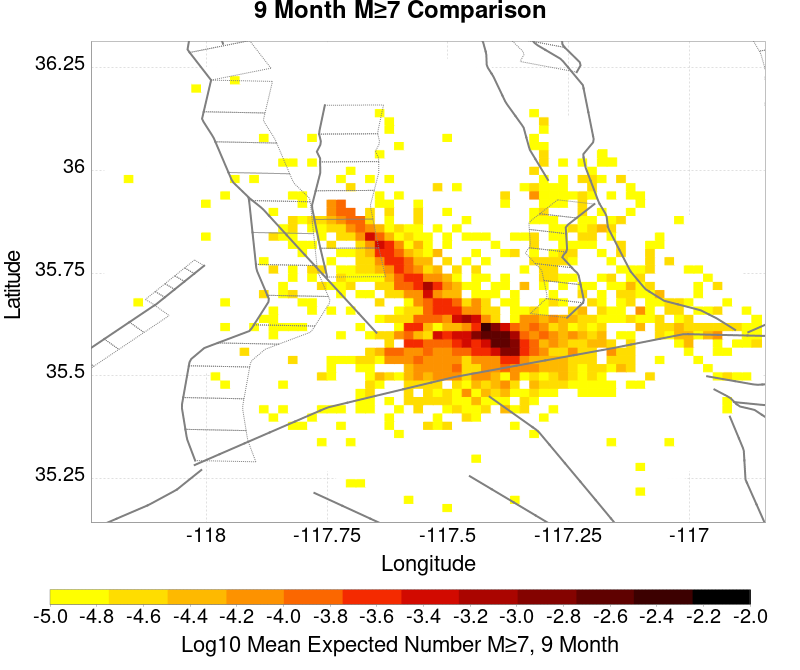 9 Month M≥7 Comparison
36.25
36
35.75
35.5
35.25
Latitude
-118
-117.75
-117.5
-117.25
-117
Longitude
-5.0 -4.8 -4.6 -4.4 -4.2 -4.0 -3.8 -3.6 -3.4 -3.2 -3.0 -2.8 -2.6 -2.4 -2.2 -2.0
Log10 Mean Expected Number M≥7, 9 Month